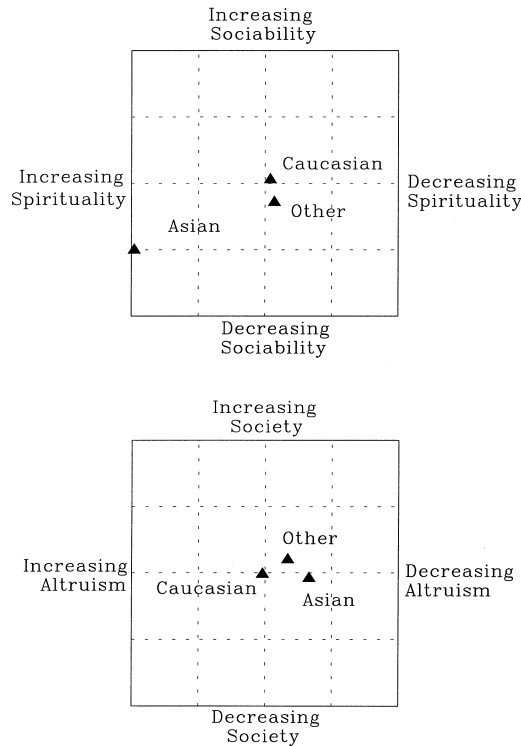 Increasing
Sociability
Caucasian
Increasing
Spirituality
Decreasing
Spirituality
Other
Asian
Decreasing
Sociability
Increasing
Society
Other
Increasing
Altruism
Decreasing
Altruism
Caucasian
Asian
Decreasing
Society